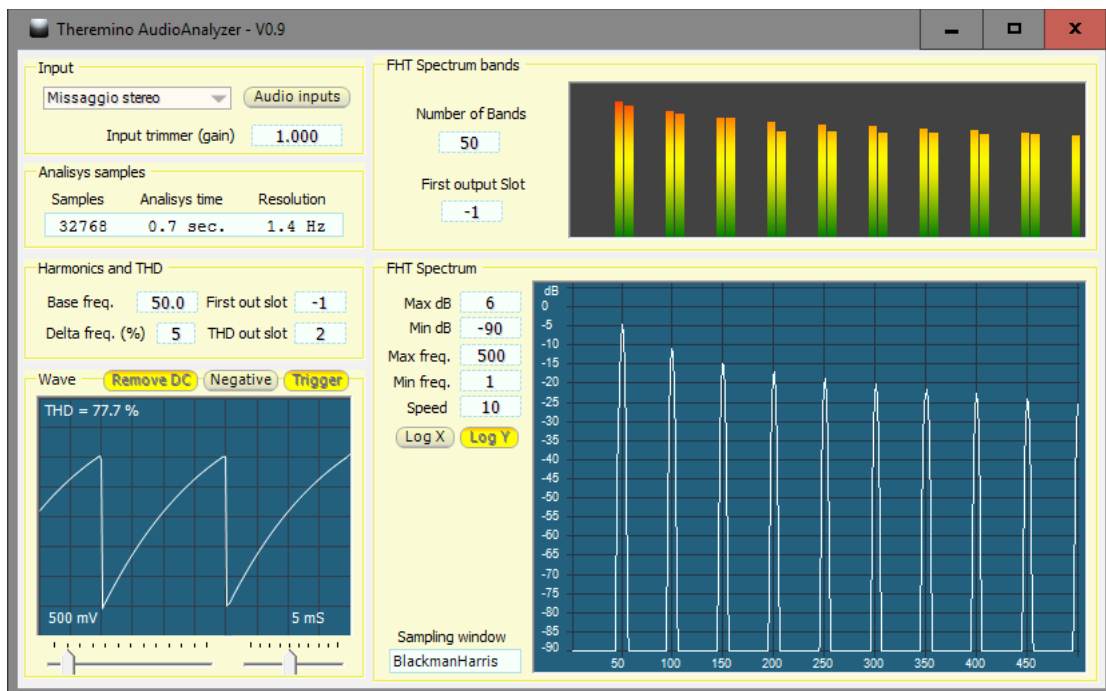 Theremino AudioAnalyzer - V0.9
X
Input
Missaggio stereo
Audio inputs
Input trimmer (gain)
1.000
Analisys samples
Samples
Analisys time
Resolution
32768
0.7 sec.
1.4 Hz
Harmonics and THD
Base freq.
50.0
First out slot
-1
Delta freq. (%)
5
THD out slot
2
Wave
Remove DC
Negative
Trigger
THD = 77.7 %
500 mV
5 mS
FHT Spectrum bands
Number of Bands
50
First output Slot
-1
FHT Spectrum
Max dB
6
Min dB
-90
Max freq.
500
Min freq.
1
Speed
10
Log X
Log Y
Sampling window
BlackmanHarris
dB
0
-5
-10
-15
-20
-25
-30
-35
-40
-45
-50
-55
-60
-65
-70
-75
-80
-85
-90
50 100 150 200 250 300 350 400 450